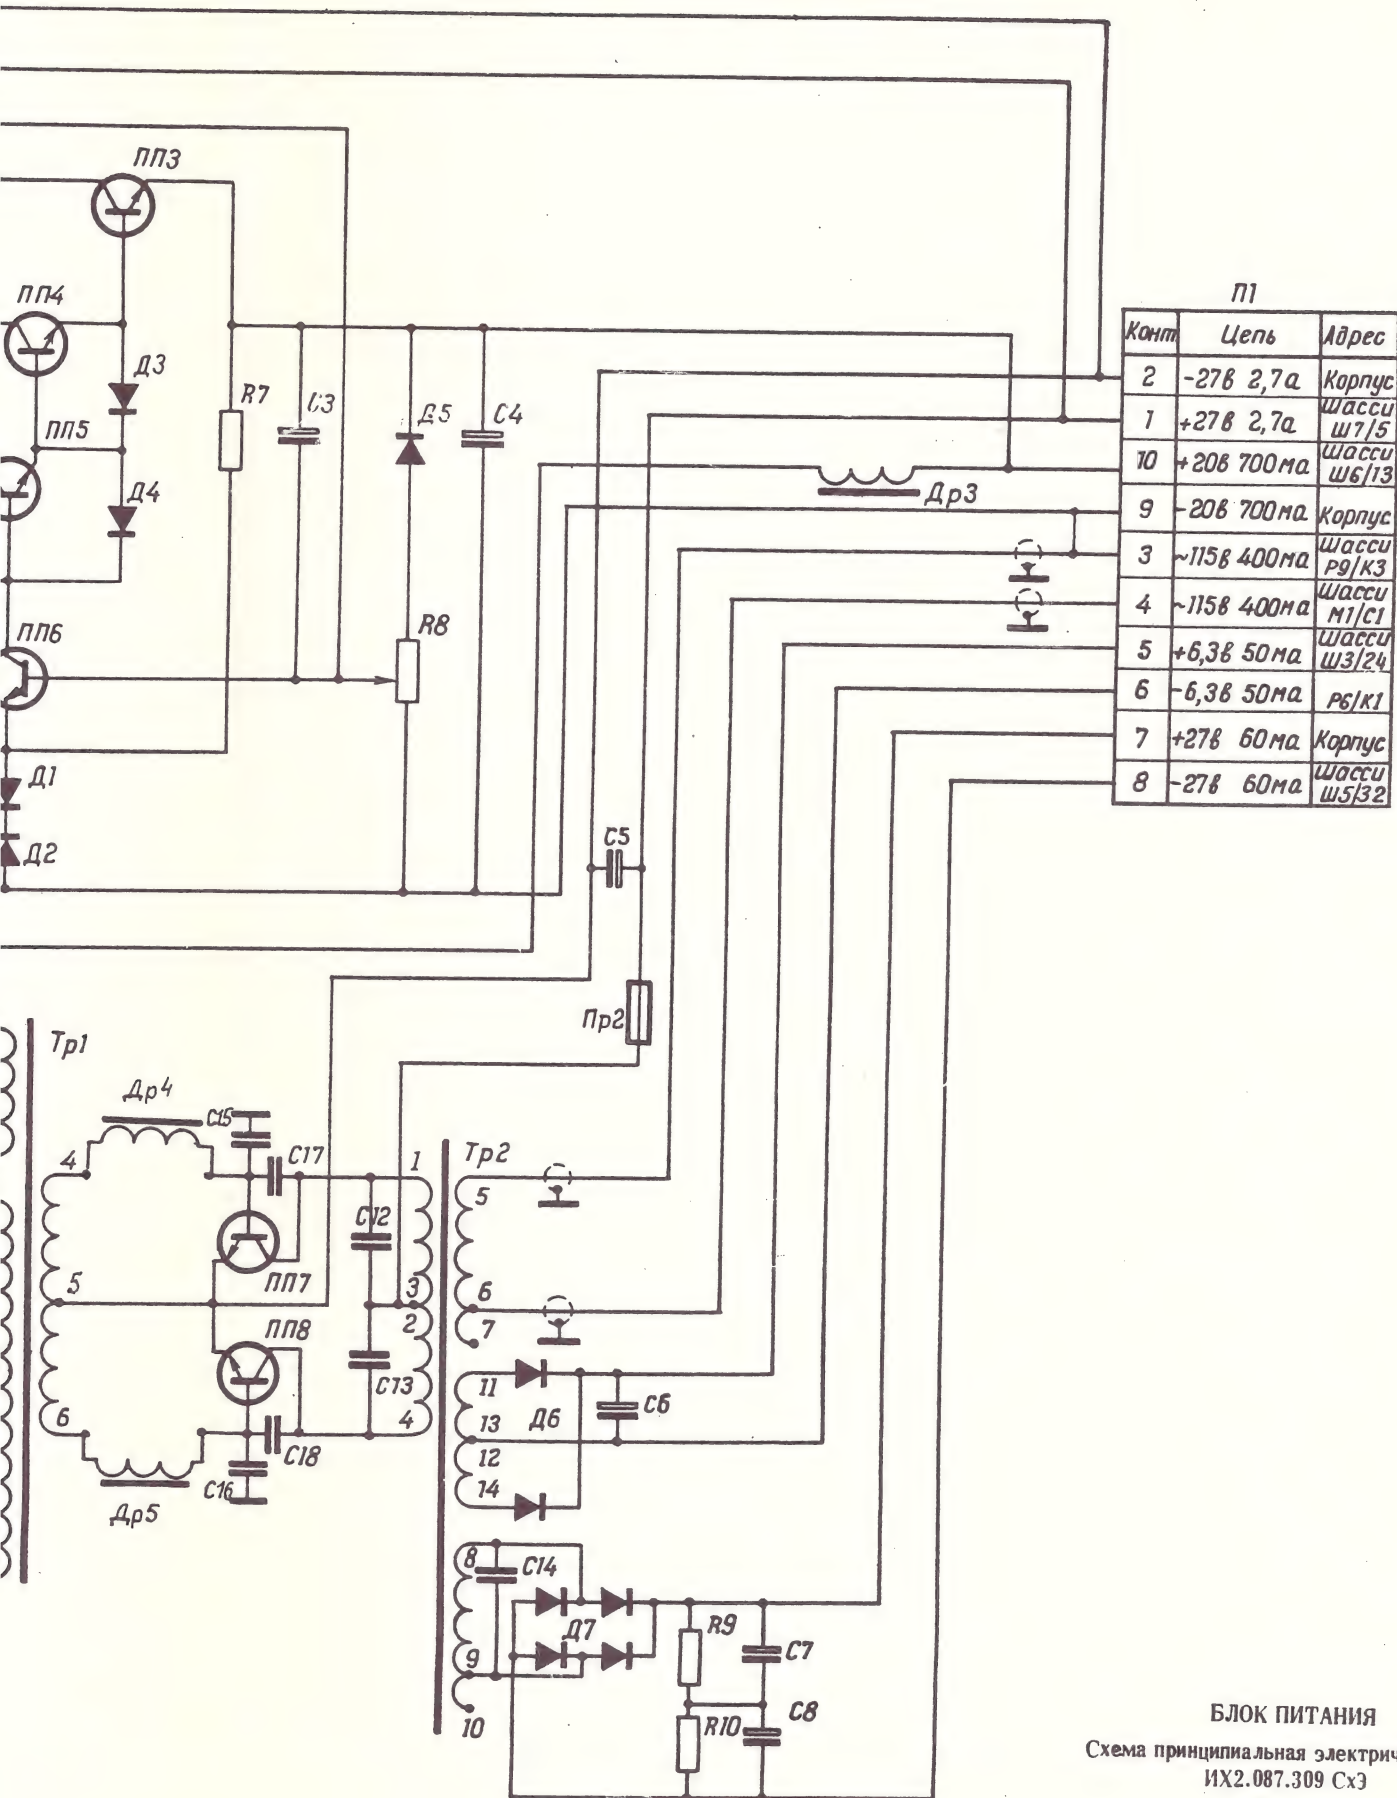 ПП3
П1
ПП4
Конт Цепь Адрес
2 -27в 2,7а Корпус
1 +27в 2,7а Шасси Ш7/5
10 +20в 700ма Шасси Ш6/13
9 -20в 700ма Корпус
3 ~115в 400ма Шасси Р9/К3
4 ~115в 400ма Шасси М1/С1
5 +6,3в 50ма Шасси Ш3/24
6 -6,3в 50ма Р6/К1
7 +27в 60ма Корпус
8 -27в 60ма Шасси Ш5/32
Д3
R7
С3
Д5
С4
ПП5
Д4
Др3
ПП6
R8
Д1
Д2
С5
Пр2
Тр1
Др4
С15
С17
4
1
Тр2
5
С12
ПП7
5
3
6
2
7
ПП8
С13
11
Д6
С6
6
4
13
С18
12
С16
14
Др5
8
С14
Д7
R9
С7
9
R10
С8
10
БЛОК ПИТАНИЯ
Схема принципиальная электрич
ИХ2.087.309 СхЭ